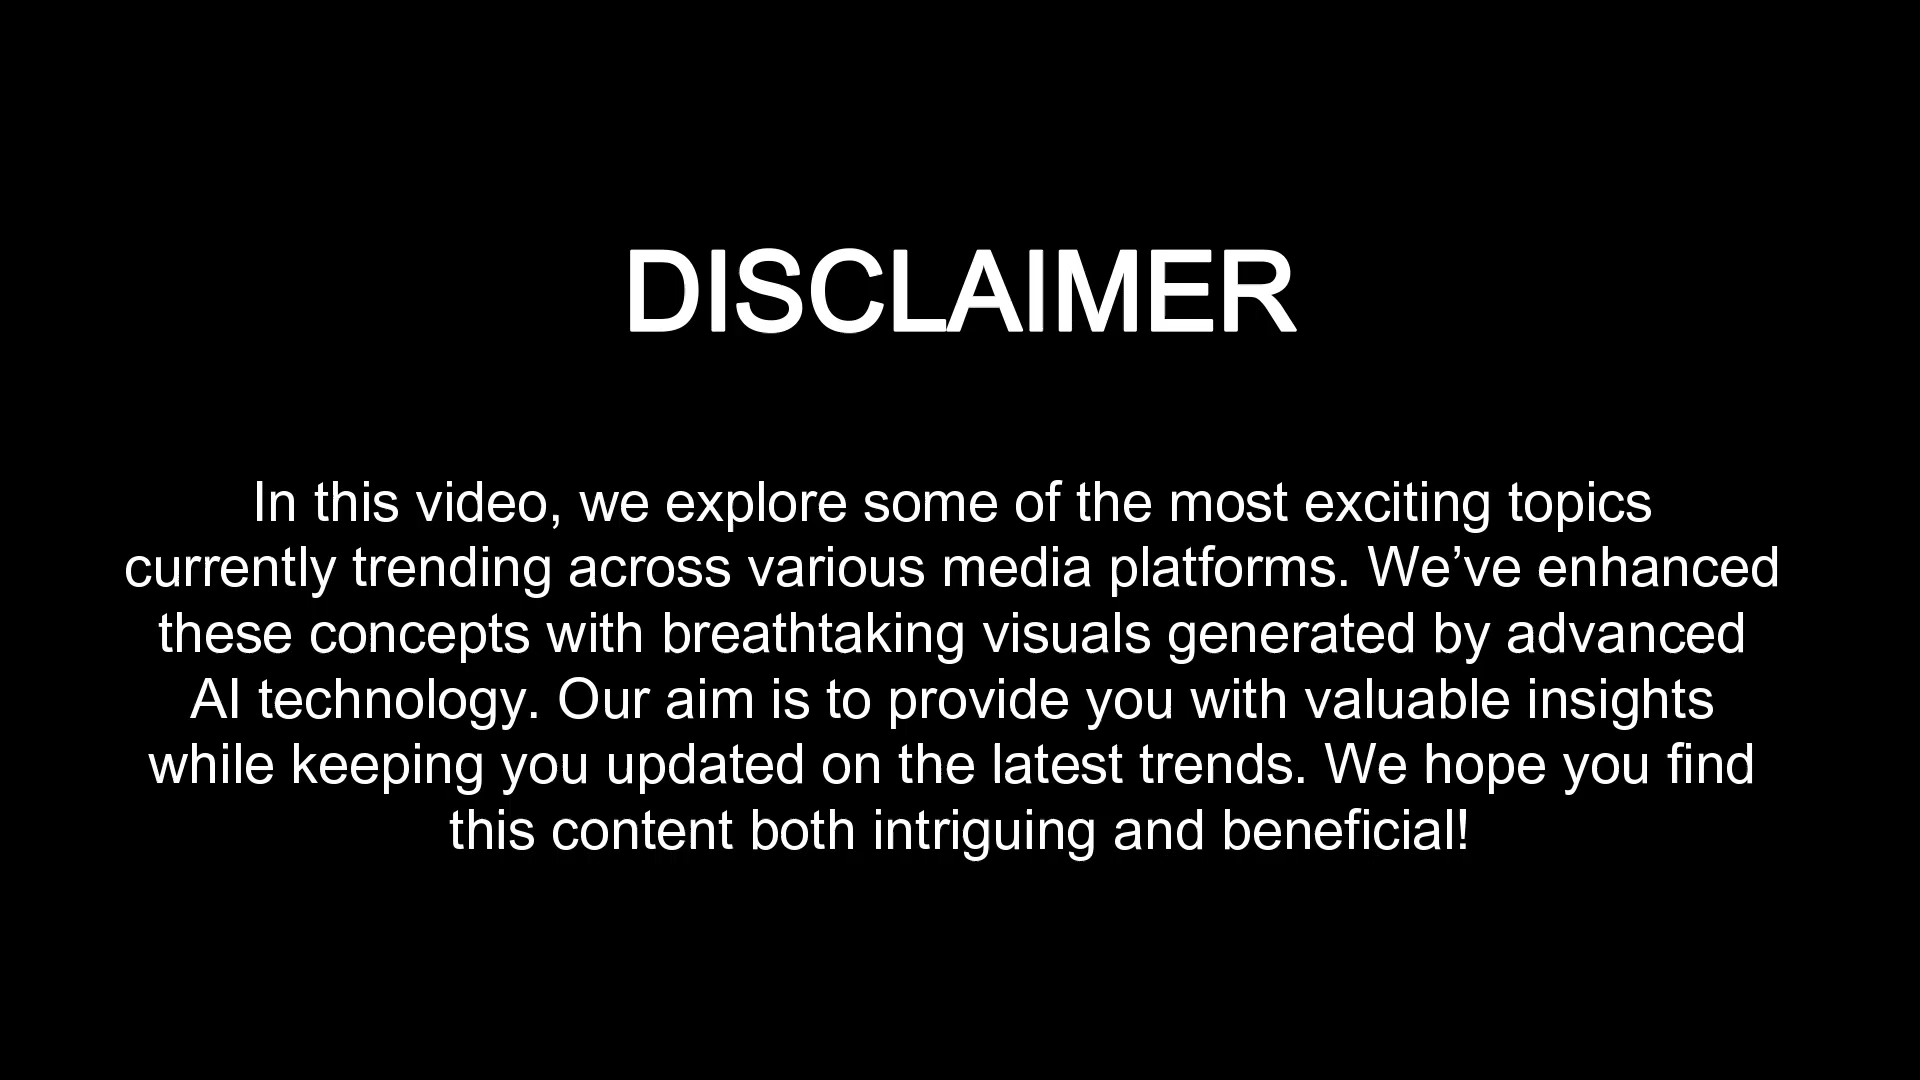 DISCLAIMER
In this video, we explore some of the most exciting topics
currently trending across various media platforms. We’ve enhanced
these concepts with breathtaking visuals generated by advanced
AI technology. Our aim is to provide you with valuable insights
while keeping you updated on the latest trends. We hope you find
this content both intriguing and beneficial!